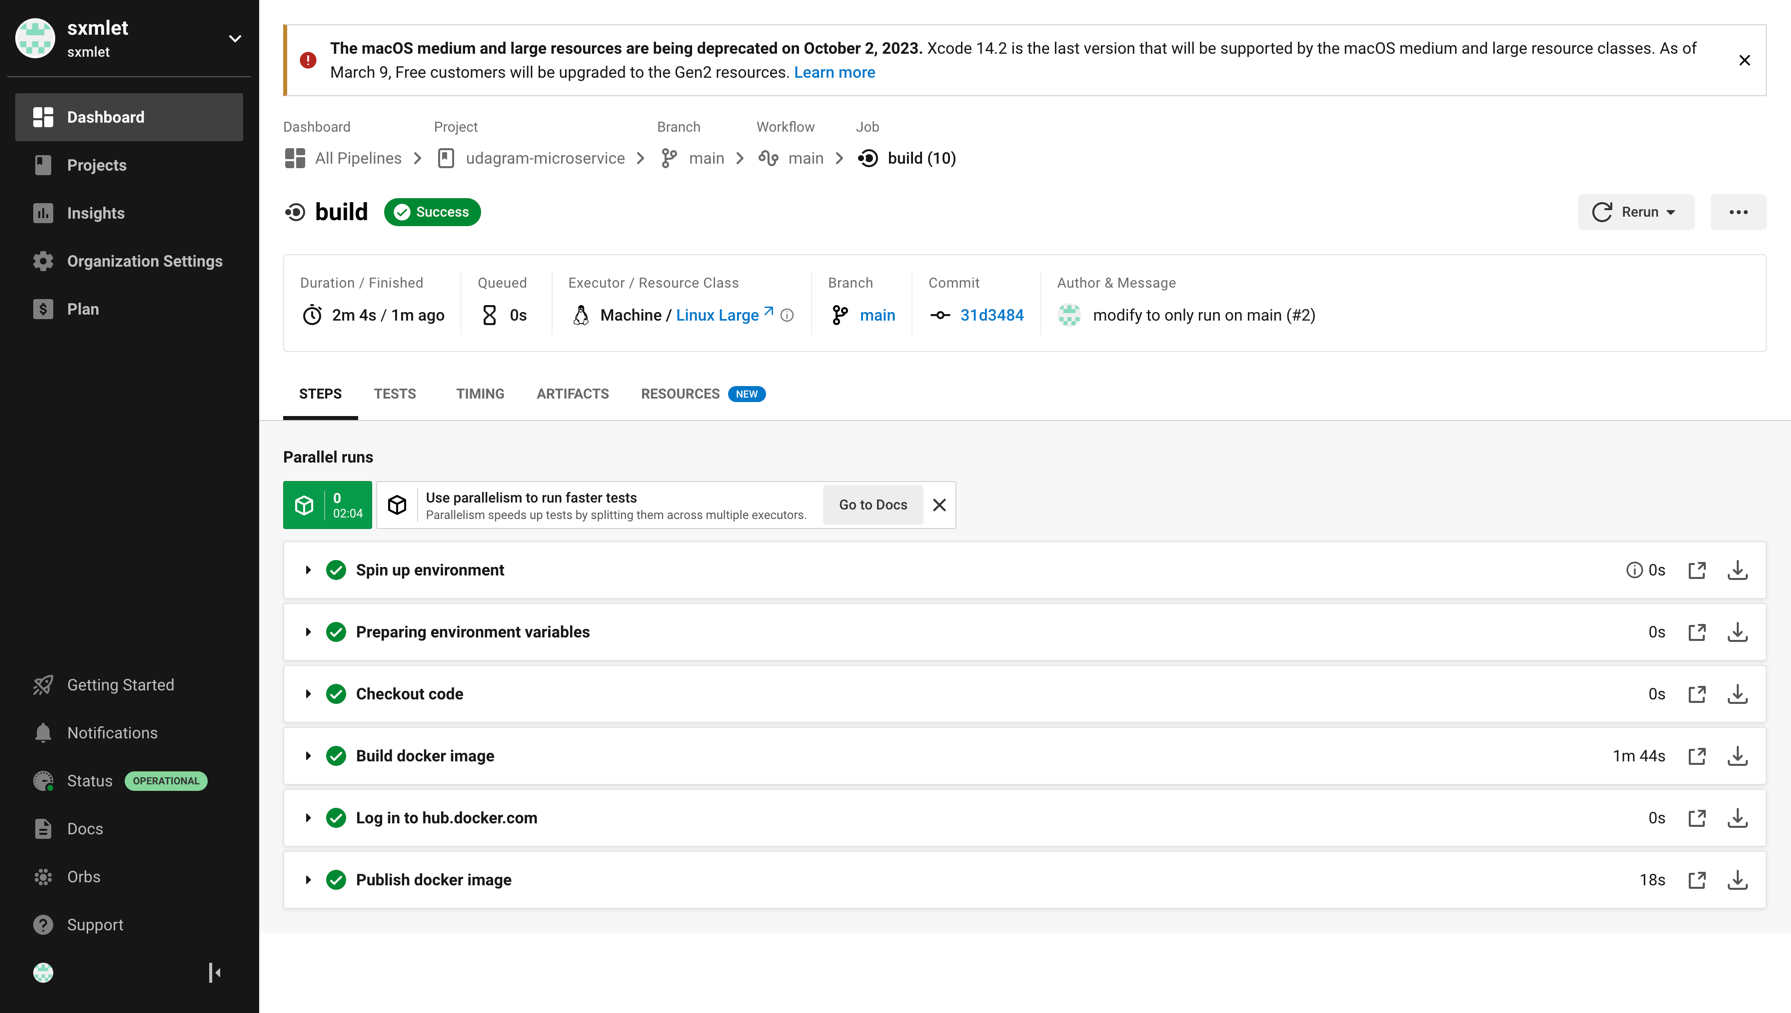 sxmlet
sxmlet
Dashboard
Projects
Insights
Organization Settings
Plan
Getting Started
Notifications
Status OPERATIONAL
Docs
Orbs
Support
The macOS medium and large resources are being deprecated on October 2, 2023. Xcode 14.2 is the last version that will be supported by the macOS medium and large resource classes. As of
March 9, Free customers will be upgraded to the Gen2 resources. Learn more
Dashboard Project Branch Workflow Job
All Pipelines udagram-microservice main main build (10)
build Success Rerun
Duration / Finished Queued Executor / Resource Class Branch Commit Author & Message
2m 4s / 1m ago 0s Machine / Linux Large main 31d3484 modify to only run on main (#2)
STEPS TESTS TIMING ARTIFACTS RESOURCES NEW
Parallel runs
0
02:04
Use parallelism to run faster tests
Parallelism speeds up tests by splitting them across multiple executors.
Go to Docs
Spin up environment 0s
Preparing environment variables 0s
Checkout code 0s
Build docker image 1m 44s
Log in to hub.docker.com 0s
Publish docker image 18s